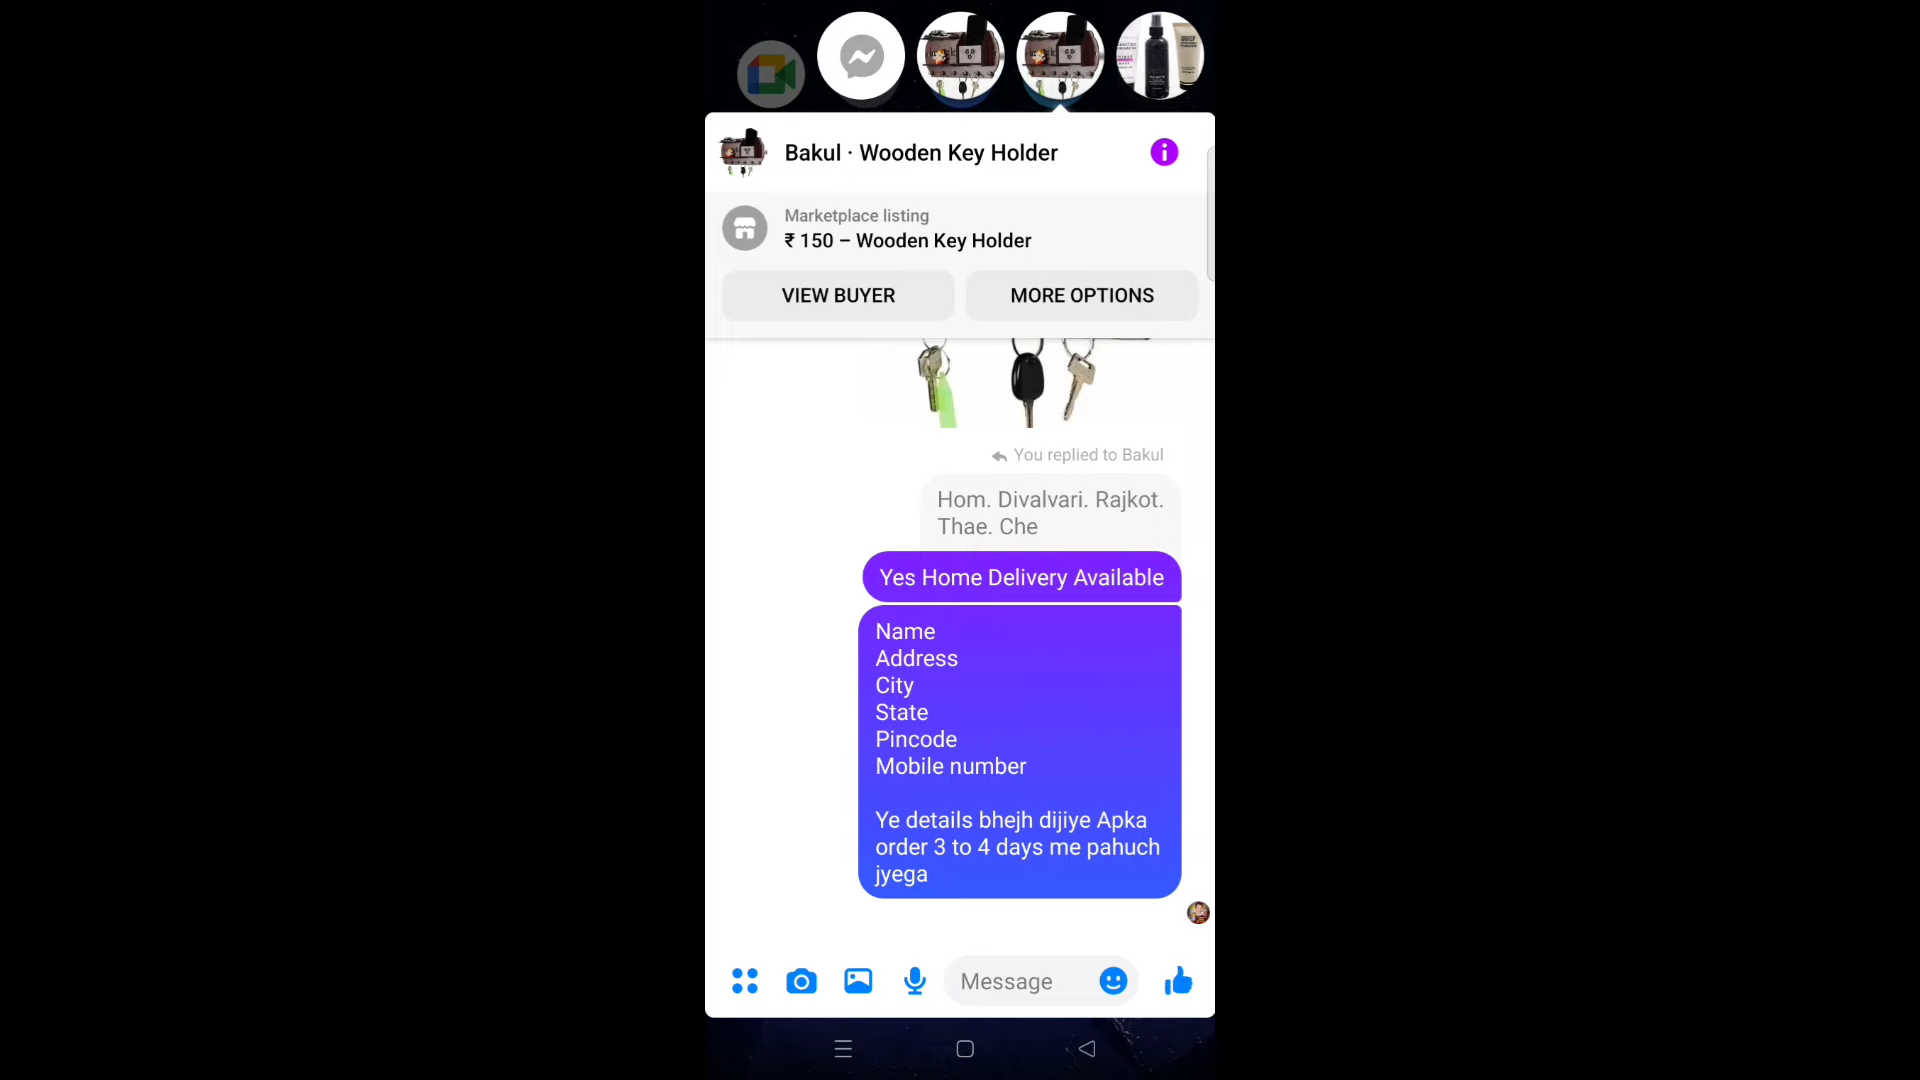 Bakul · Wooden Key Holder
Marketplace listing
₹ 150 – Wooden Key Holder
VIEW BUYER
MORE OPTIONS
You replied to Bakul
Hom. Divalvari. Rajkot.
Thae. Che
Yes Home Delivery Available
Name
Address
City
State
Pincode
Mobile number
Ye details bhejh dijiye Apka
order 3 to 4 days me pahuch
jyega
Message